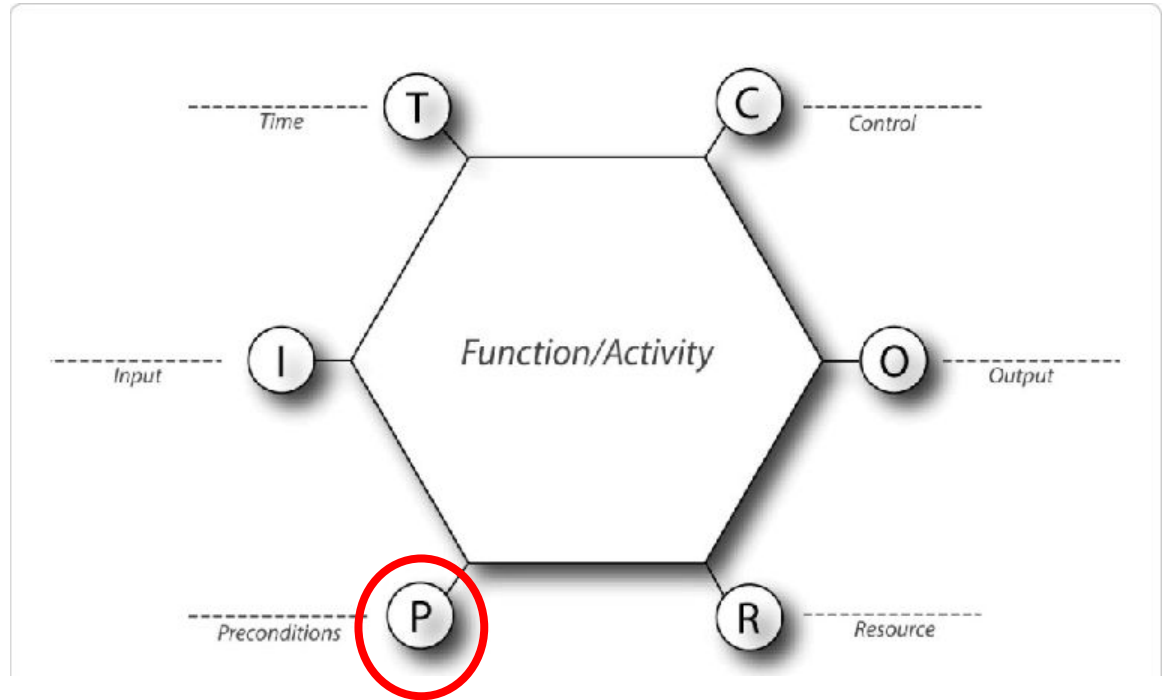 T
Time
C
Control
I
Input
Function/Activity
O
Output
P
Preconditions
R
Resource